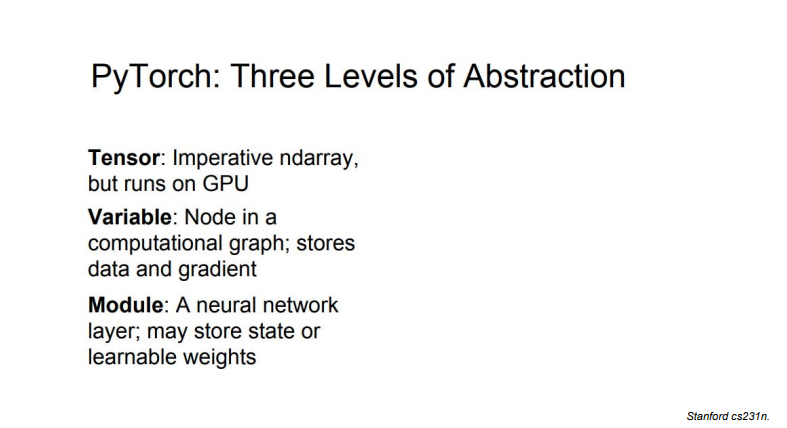 PyTorch: Three Levels of Abstraction
Tensor: Imperative ndarray,
but runs on GPU
Variable: Node in a
computational graph; stores
data and gradient
Module: A neural network
layer; may store state or
learnable weights
Stanford cs231n.